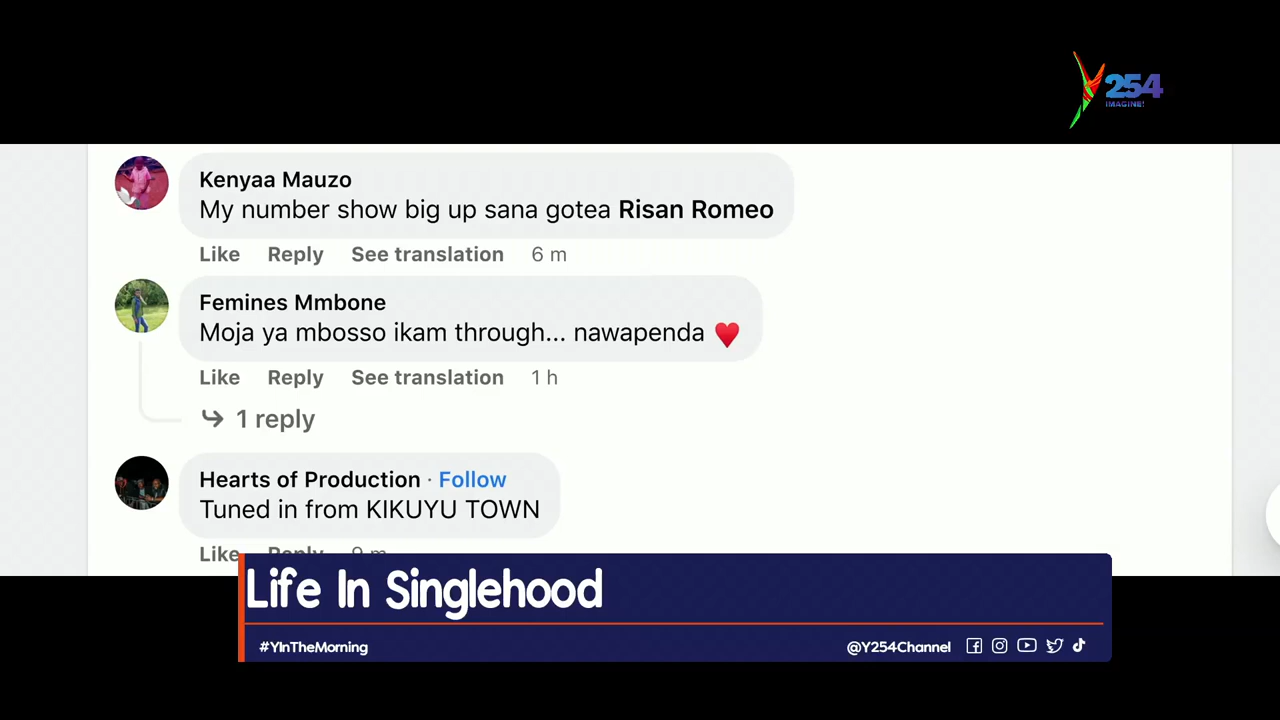 254
IMAGINE!
Kenyaa Mauzo
My number show big up sana gotea Risan Romeo
Like Reply See translation 6 m
Femines Mmbone
Moja ya mbosso ikam through... nawapenda ♥
Like Reply See translation 1 h
1 reply
Hearts of Production · Follow
Tuned in from KIKUYU TOWN
Like Reply 9 m
Life In Singlehood
#YInTheMorning
@Y254Channel